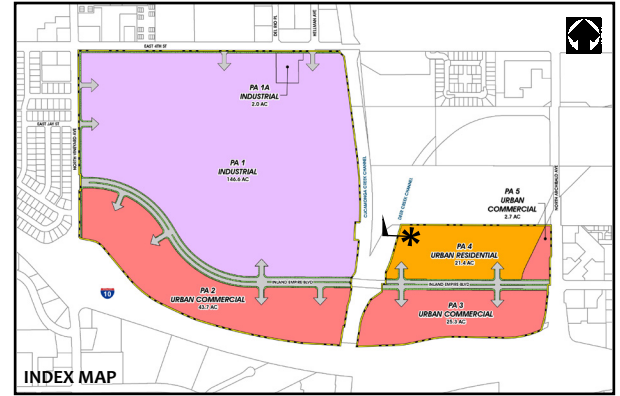 DEL RIO PL
HELLMAN AVE
EAST 4TH ST
PA 1A
INDUSTRIAL
2.0 AC
EAST JAY ST
NORTH VINEYARD AVE
PA 1
INDUSTRIAL
146.6 AC
CUCAMONGA CREEK CHANNEL
DEER CREEK CHANNEL
NORTH ARCHIBALD AVE
PA 5
URBAN
COMMERCIAL
2.7 AC
PA 4
URBAN RESIDENTIAL
21.4 AC
INLAND EMPIRE BLVD
INLAND EMPIRE BLVD
PA 2
URBAN COMMERCIAL
43.7 AC
PA 3
URBAN COMMERCIAL
25.3 AC
10
INDEX MAP